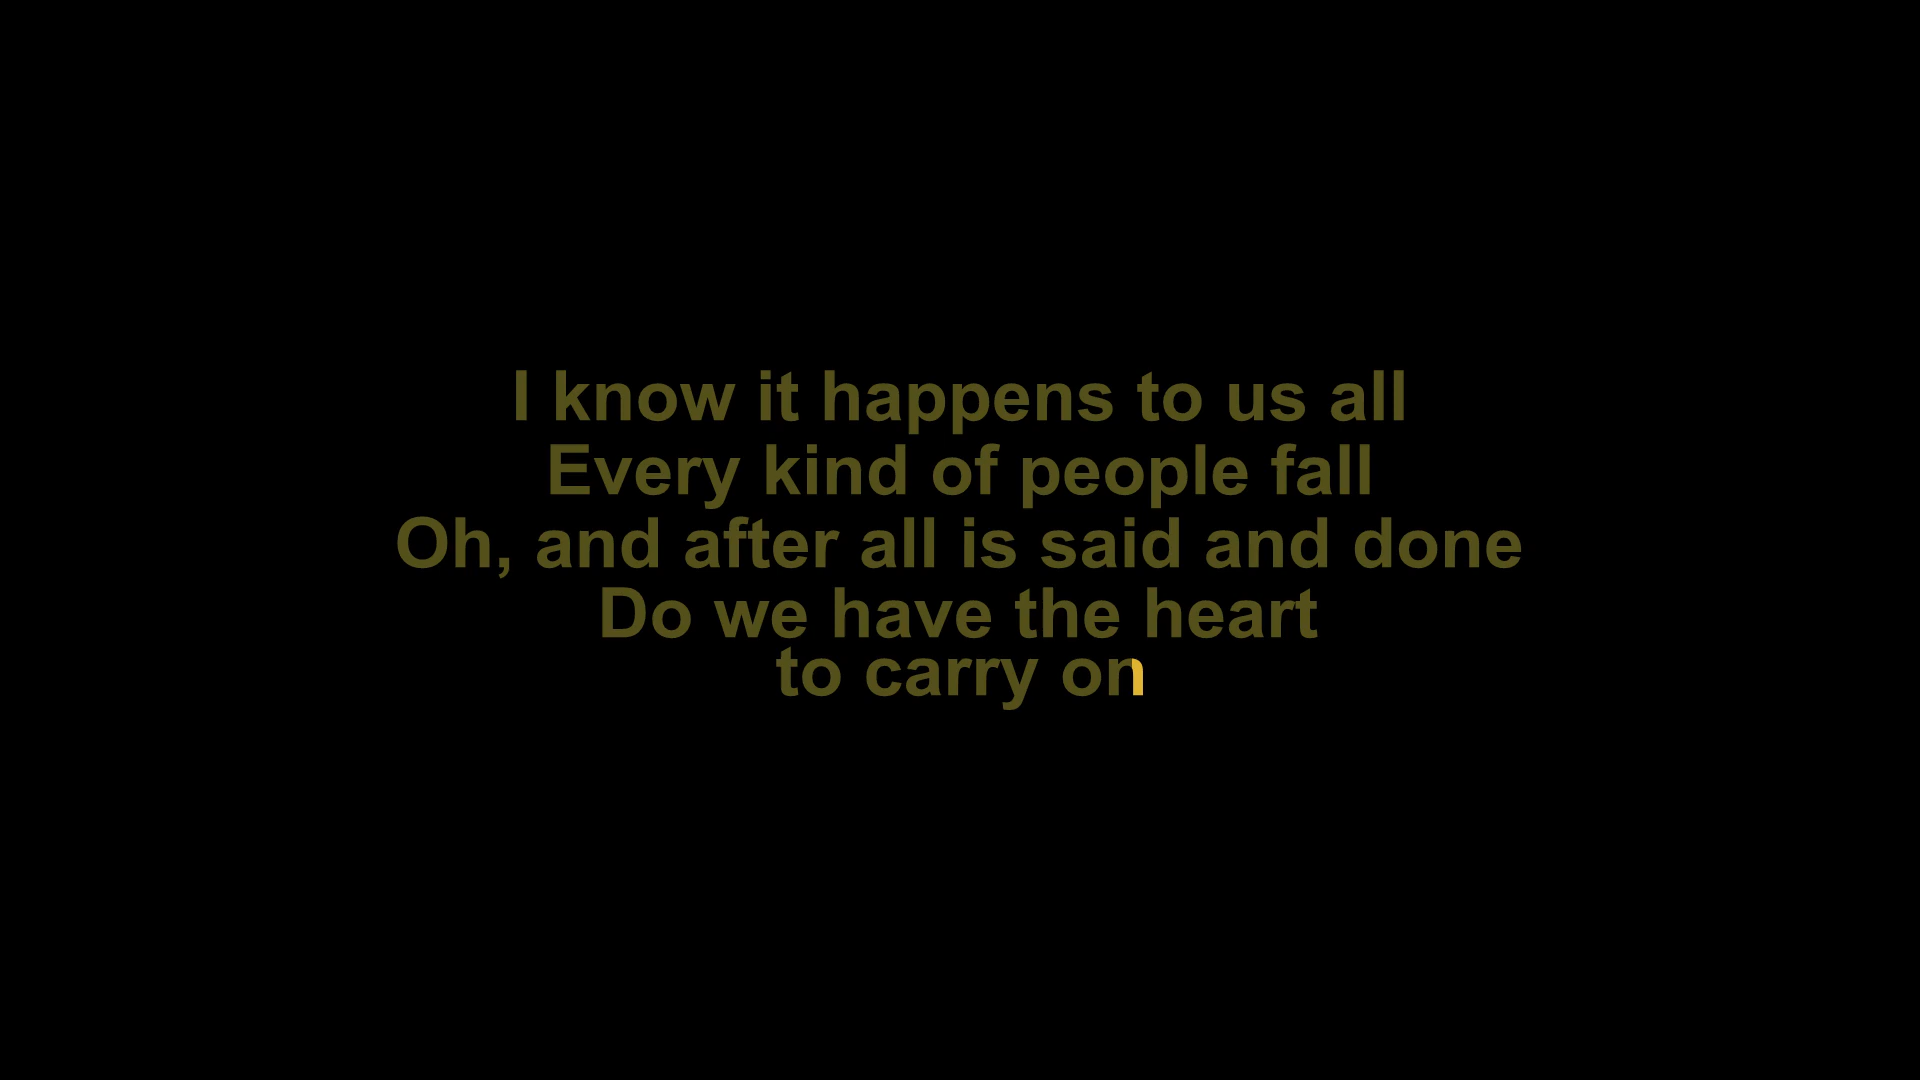 I know it happens to us all
Every kind of people fall
Oh, and after all is said and done
Do we have the heart
to carry on